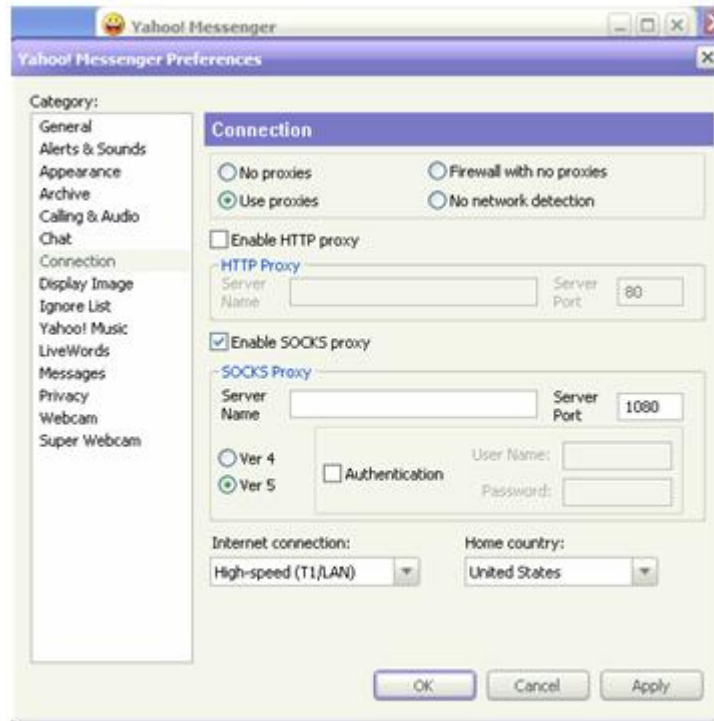 Yahoo! Messenger
Yahoo! Messenger Preferences
Category:
General
Alerts & Sounds
Appearance
Archive
Calling & Audio
Chat
Connection
Display Image
Ignore List
Yahoo! Music
LiveWords
Messages
Privacy
Webcam
Super Webcam
Connection
No proxies
Firewall with no proxies
Use proxies
No network detection
Enable HTTP proxy
HTTP Proxy
Server Name
Server Port
80
Enable SOCKS proxy
SOCKS Proxy
Server Name
Server Port
1080
Ver 4
Ver 5
Authentication
User Name:
Password:
Internet connection:
High-speed (T1/LAN)
Home country:
United States
OK
Cancel
Apply